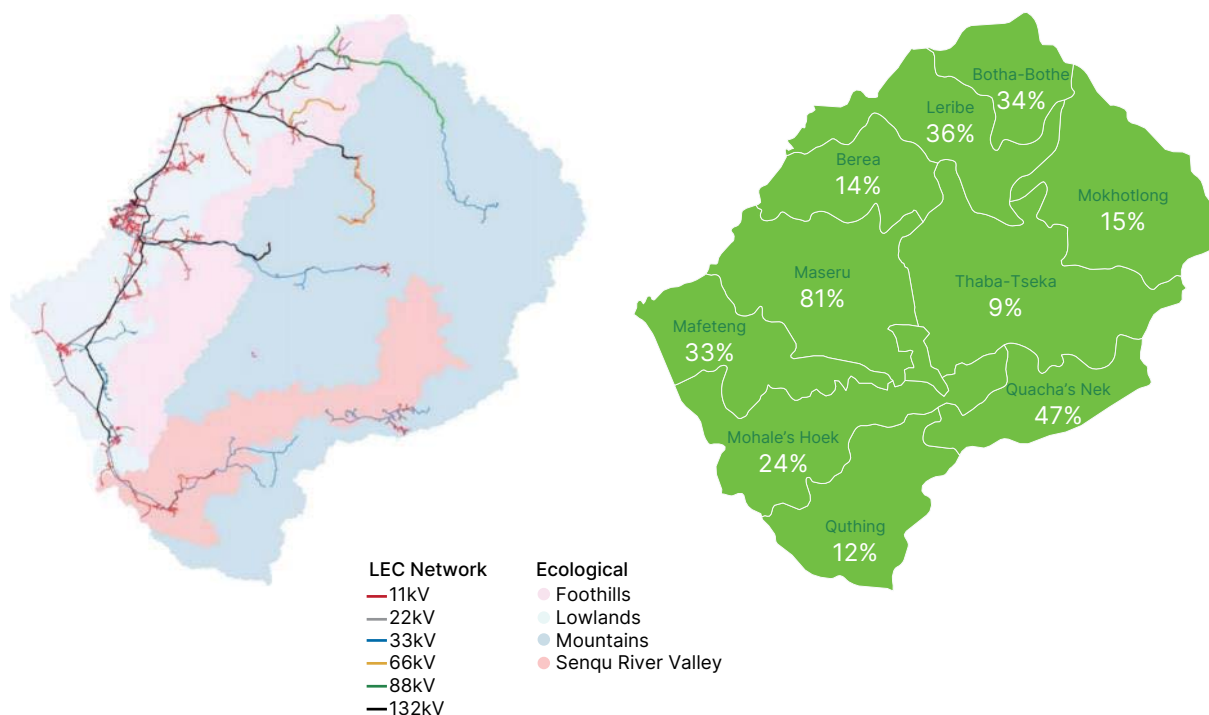 Botha-Bothe
34%
Leribe
36%
Berea
14%
Mokhotlong
15%
Maseru
81%
Thaba-Tseka
9%
Mafeteng
33%
Quacha's Nek
47%
Mohale's Hoek
24%
Quthing
12%
LEC Network
11kV
22kV
33kV
66kV
88kV
132kV
Ecological
Foothills
Lowlands
Mountains
Senqu River Valley